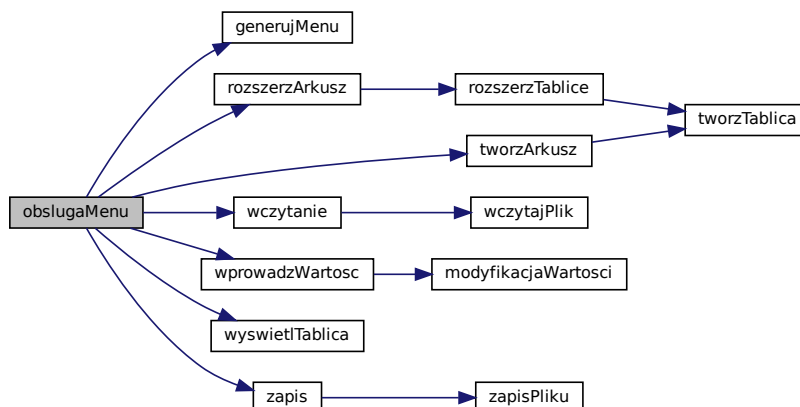 generujMenu
rozszerzArkusz
rozszerzTablice
tworzTablica
tworzArkusz
obslugaMenu
wczytanie
wczytajPlik
wprowadzWartosc
modyfikacjaWartosci
wyswietlTablica
zapis
zapisPliku